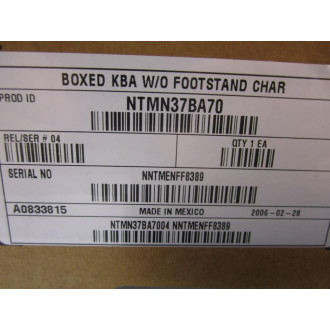 BOXED KBA W/O FOOTSTAND CHAR
PROD ID
NTMN37BA70
REL/SER # 04
QTY 1 EA
SERIAL NO
NNTMENFF8389
A0833815
MADE IN MEXICO
2006-02-28
NTMN37BA7004 NNTMENFF8389